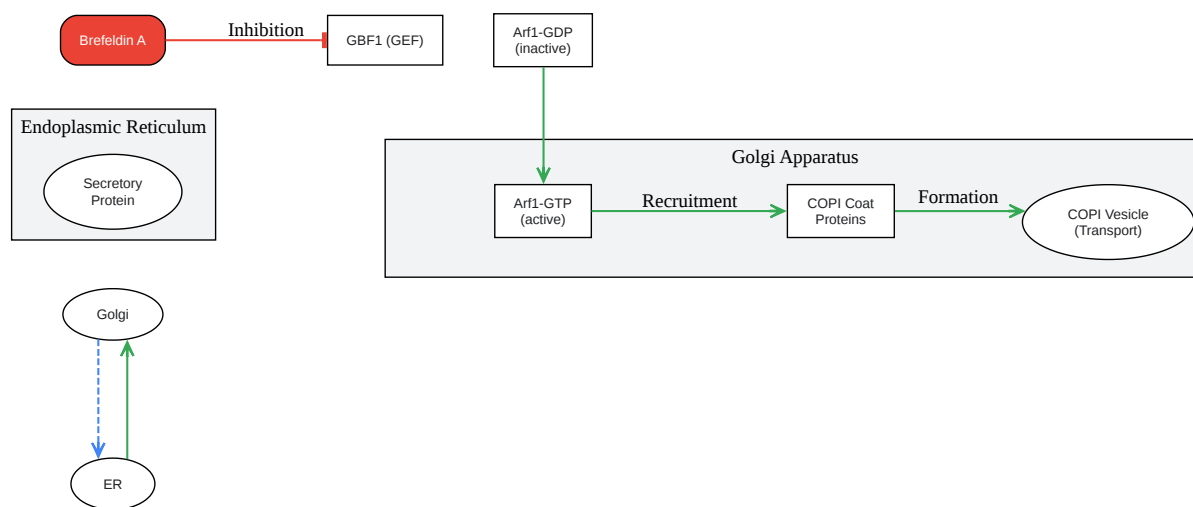 Brefeldin A
Inhibition
GBF1 (GEF)
Arf1-GDP
(inactive)
Endoplasmic Reticulum
Secretory
Protein
Golgi Apparatus
Arf1-GTP
(active)
Recruitment
COPI Coat
Proteins
Formation
COPI Vesicle
(Transport)
Golgi
ER